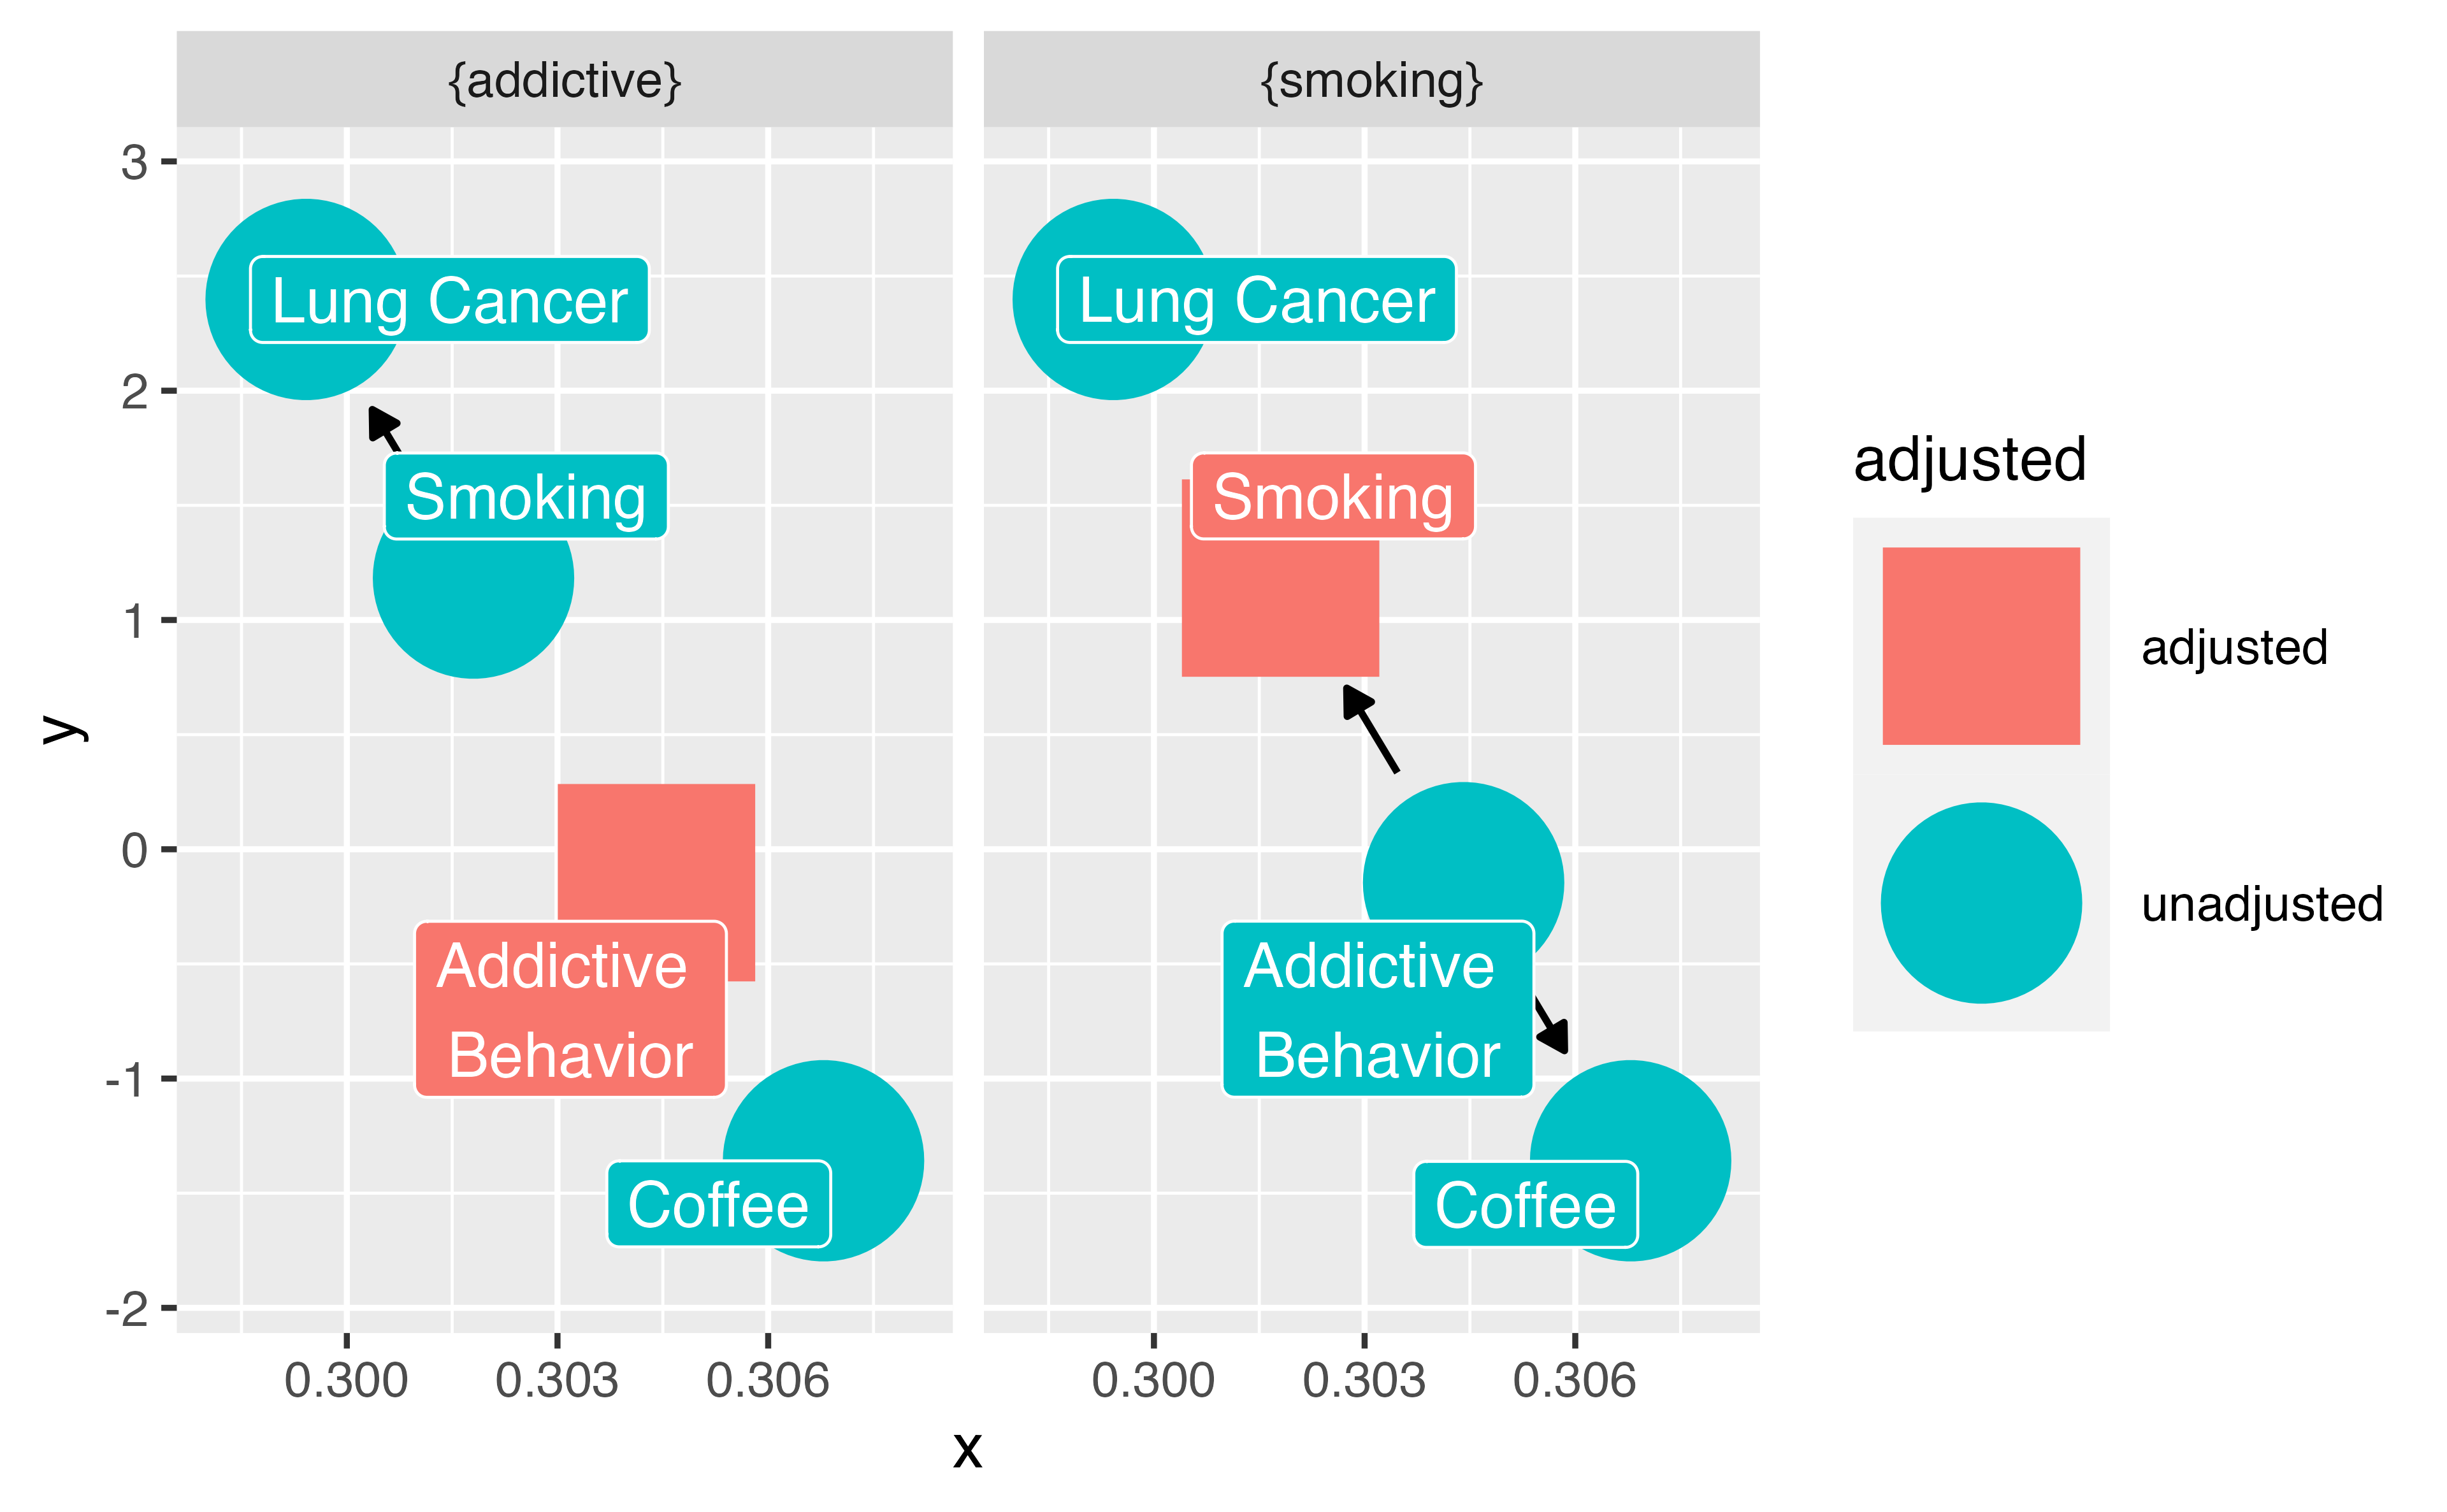 {addictive}
{smoking}
3
2
1
0
-1
-2
y
Lung Cancer
Smoking
Addictive
Behavior
Coffee
Lung Cancer
Smoking
Addictive
Behavior
Coffee
0.300
0.303
0.306
0.300
0.303
0.306
x
adjusted
adjusted
unadjusted